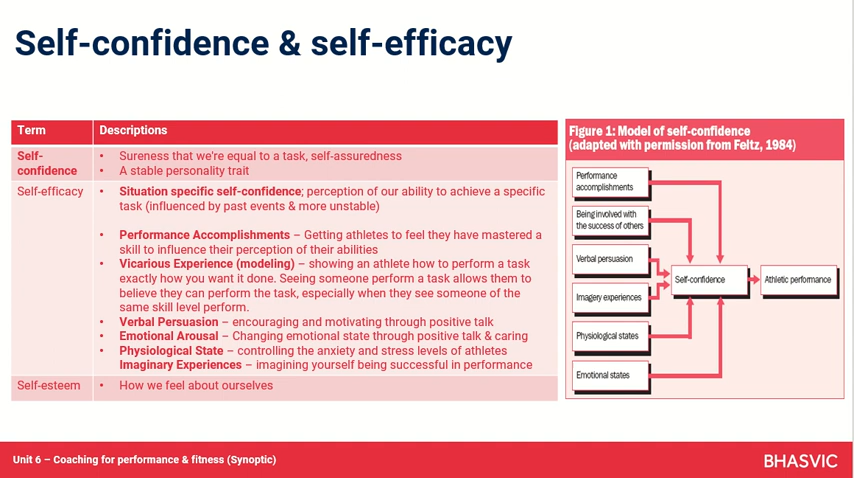 Self-confidence & self-efficacy
Term
Descriptions
Self-
confidence
• Sureness that we're equal to a task, self-assuredness
• A stable personality trait
Self-efficacy
• Situation specific self-confidence; perception of our ability to achieve a specific
task (influenced by past events & more unstable)
• Performance Accomplishments – Getting athletes to feel they have mastered a
skill to influence their perception of their abilities
• Vicarious Experience (modeling) – showing an athlete how to perform a task
exactly how you want it done. Seeing someone perform a task allows them to
believe they can perform the task, especially when they see someone of the
same skill level perform.
• Verbal Persuasion – encouraging and motivating through positive talk
• Emotional Arousal – Changing emotional state through positive talk & caring
• Physiological State – controlling the anxiety and stress levels of athletes
Imaginary Experiences – imagining yourself being successful in performance
Self-esteem
• How we feel about ourselves
Figure 1: Model of self-confidence
(adapted with permission from Feltz, 1984)
Performance
accomplishments
Being involved with
the success of others
Verbal persuasion
Imagery experiences
Physiological states
Emotional states
Self-confidence
Athletic performance
Unit 6 – Coaching for performance & fitness (Synoptic)
BHASVIC